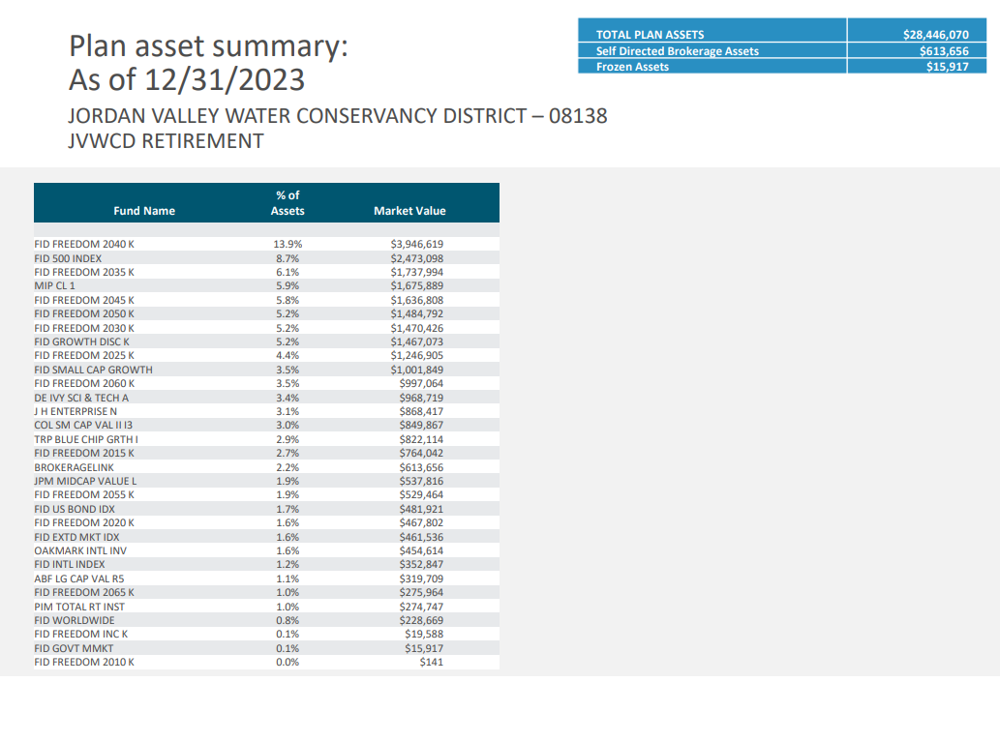 Plan asset summary:
As of 12/31/2023
JORDAN VALLEY WATER CONSERVANCY DISTRICT – 08138
JVWCD RETIREMENT
TOTAL PLAN ASSETS $28,446,070
Self Directed Brokerage Assets $613,656
Frozen Assets $15,917
Fund Name % of Assets Market Value
FID FREEDOM 2040 K 13.9% $3,946,619
FID 500 INDEX 8.7% $2,473,098
FID FREEDOM 2035 K 6.1% $1,737,994
MIP CL 1 5.9% $1,675,889
FID FREEDOM 2045 K 5.8% $1,636,808
FID FREEDOM 2050 K 5.2% $1,484,792
FID FREEDOM 2030 K 5.2% $1,470,426
FID GROWTH DISC K 5.2% $1,467,073
FID FREEDOM 2025 K 4.4% $1,246,905
FID SMALL CAP GROWTH 3.5% $1,001,849
FID FREEDOM 2060 K 3.5% $997,064
DE IVY SCI & TECH A 3.4% $968,719
J H ENTERPRISE N 3.1% $868,417
COL SM CAP VAL II I3 3.0% $849,867
TRP BLUE CHIP GRTH I 2.9% $822,114
FID FREEDOM 2015 K 2.7% $764,042
BROKERAGELINK 2.2% $613,656
JPM MIDCAP VALUE L 1.9% $537,816
FID FREEDOM 2055 K 1.9% $529,464
FID US BOND IDX 1.7% $481,921
FID FREEDOM 2020 K 1.6% $467,802
FID EXTD MKT IDX 1.6% $461,536
OAKMARK INTL INV 1.6% $454,614
FID INTL INDEX 1.2% $352,847
ABF LG CAP VAL R5 1.1% $319,709
FID FREEDOM 2065 K 1.0% $275,964
PIM TOTAL RT INST 1.0% $274,747
FID WORLDWIDE 0.8% $228,669
FID FREEDOM INC K 0.1% $19,588
FID GOVT MMKT 0.1% $15,917
FID FREEDOM 2010 K 0.0% $141